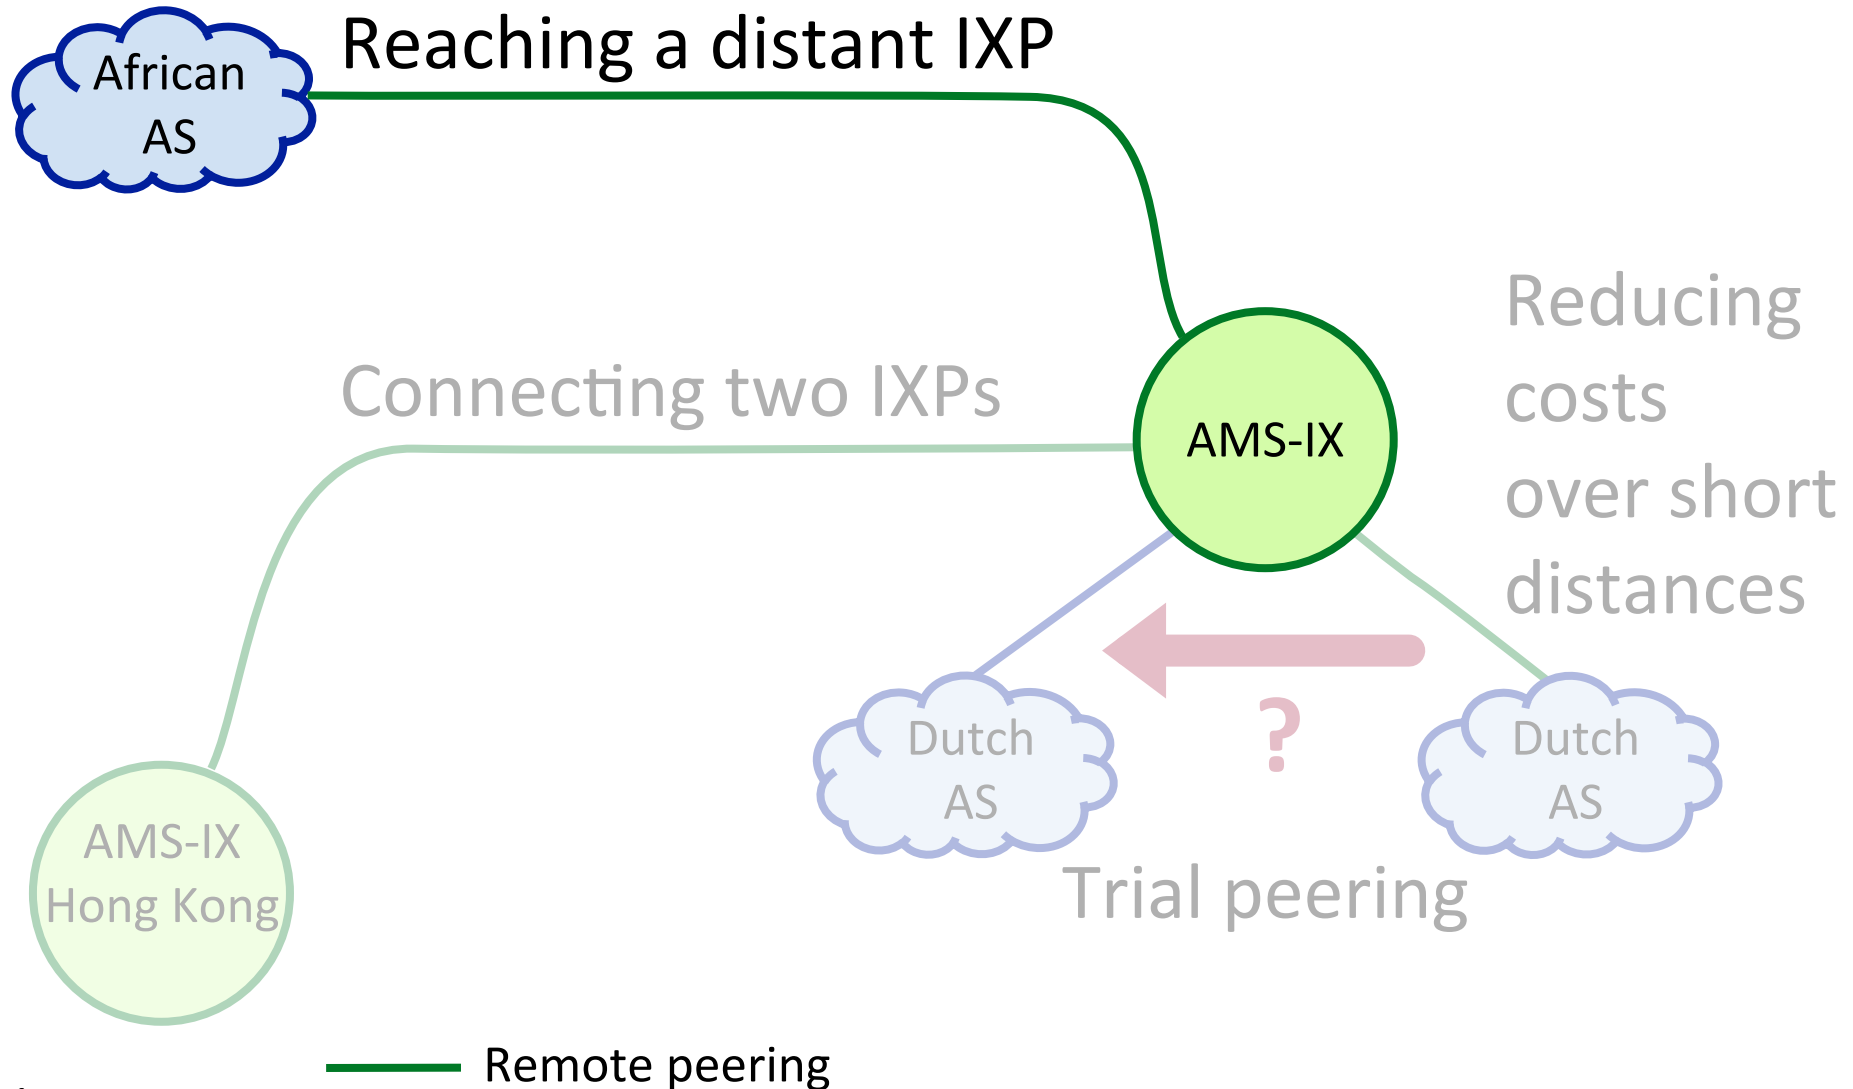 Reaching a distant IXP
African
AS
Reducing
costs
over short
distances
Connecting two IXPs
AMS-IX
Dutch
AS
?
Dutch
AS
Trial peering
AMS-IX
Hong Kong
Remote peering